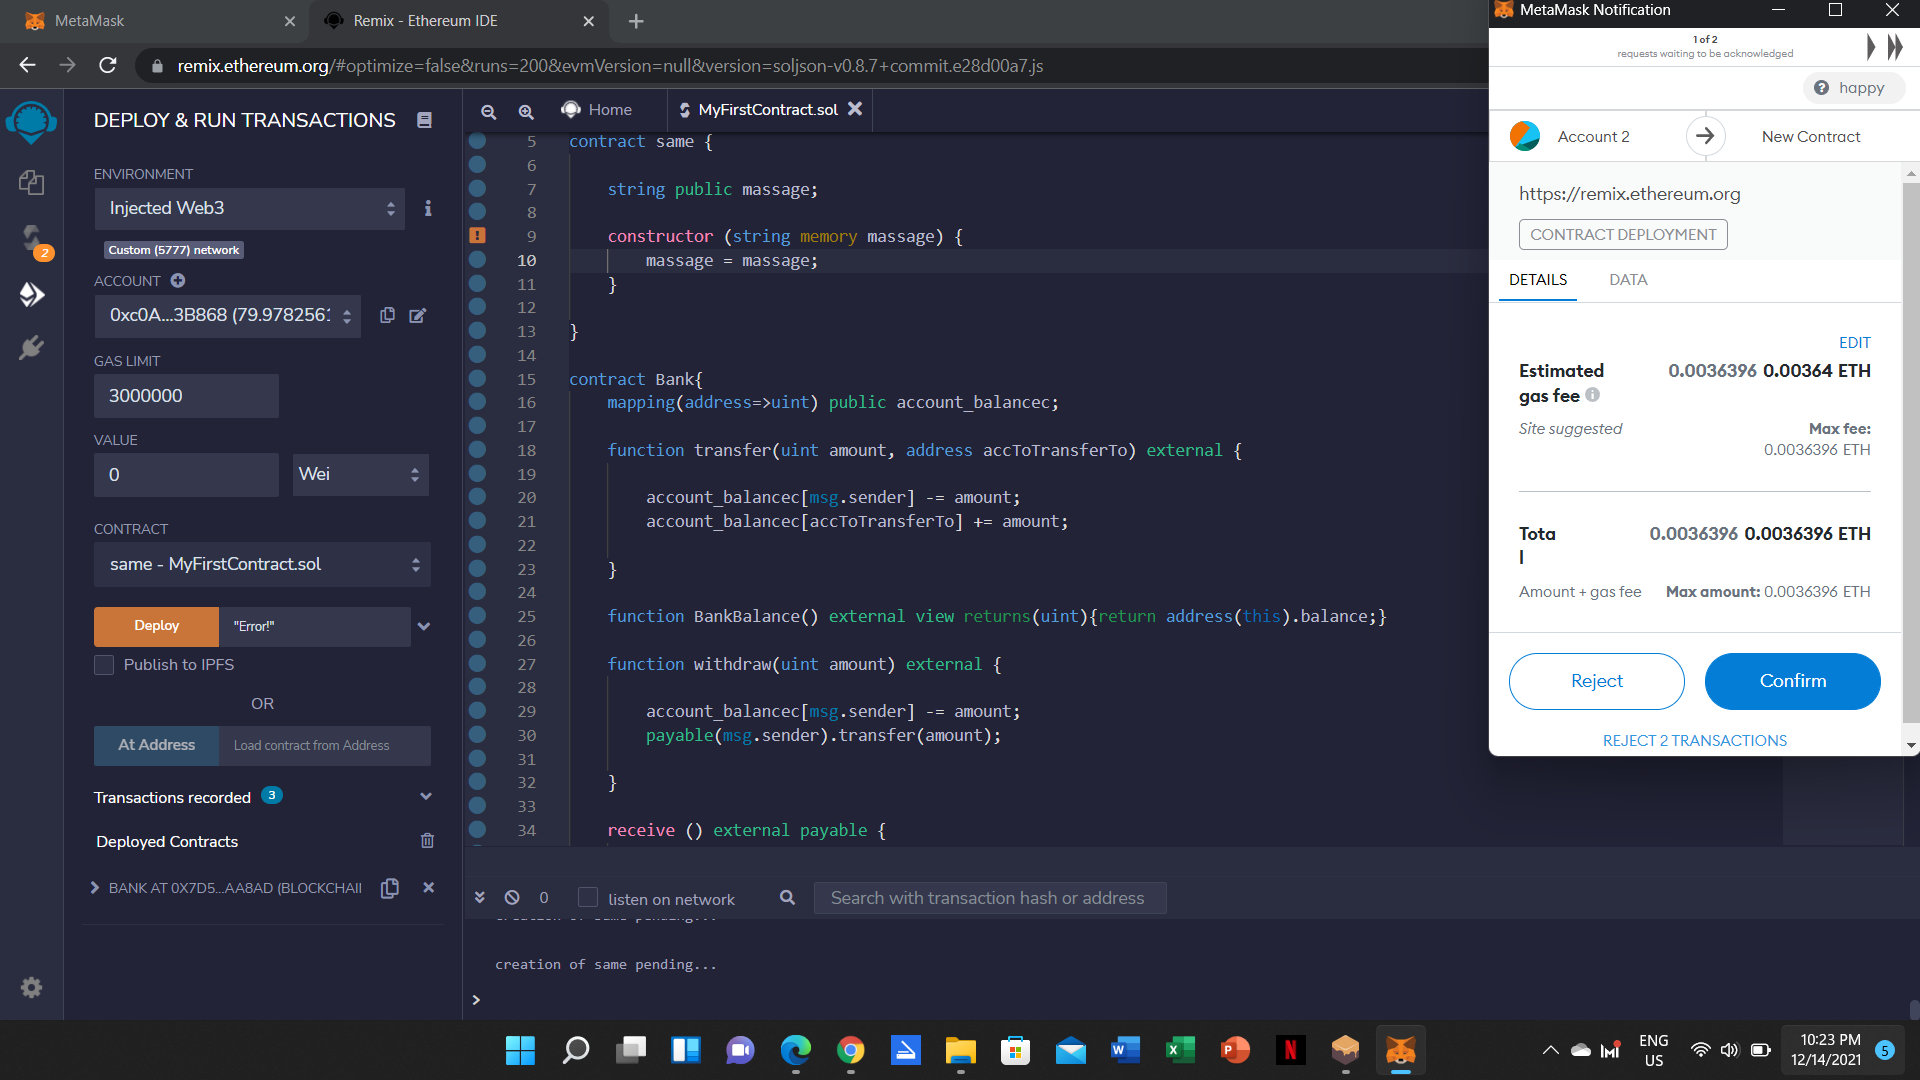 MetaMask
Remix - Ethereum IDE
remix.ethereum.org/#optimize=false&runs=200&evmVersion=null&version=soljson-v0.8.7+commit.e28d00a7.js
DEPLOY & RUN TRANSACTIONS
ENVIRONMENT
Injected Web3
Custom (5777) network
ACCOUNT
0xc0A...3B868 (79.9782561
GAS LIMIT
3000000
VALUE
0
Wei
CONTRACT
same - MyFirstContract.sol
Deploy
"Error!"
Publish to IPFS
OR
At Address
Load contract from Address
Transactions recorded 3
Deployed Contracts
BANK AT 0X7D5...AA8AD (BLOCKCHAI
2
Home
MyFirstContract.sol
5 contract same {
6
7 string public massage;
8
9 constructor (string memory massage) {
10 massage = massage;
11 }
12
13 }
14
15 contract Bank{
16 mapping(address=>uint) public account_balancec;
17
18 function transfer(uint amount, address accToTransferTo) external {
19
20 account_balancec[msg.sender] -= amount;
21 account_balancec[accToTransferTo] += amount;
22
23 }
24
25 function BankBalance() external view returns(uint){return address(this).balance;}
26
27 function withdraw(uint amount) external {
28
29 account_balancec[msg.sender] -= amount;
30 payable(msg.sender).transfer(amount);
31
32 }
33
34 receive () external payable {
0
listen on network
Search with transaction hash or address
creation of same pending...
creation of same pending...
>
MetaMask Notification
1 of 2
requests waiting to be acknowledged
happy
Account 2
New Contract
https://remix.ethereum.org
CONTRACT DEPLOYMENT
DETAILS
DATA
EDIT
Estimated
gas fee
0.0036396 0.00364 ETH
Site suggested
Max fee:
0.0036396 ETH
Tota
l
0.0036396 0.0036396 ETH
Amount + gas fee
Max amount: 0.0036396 ETH
Reject
Confirm
REJECT 2 TRANSACTIONS
ENG
US
10:23 PM
12/14/2021
5